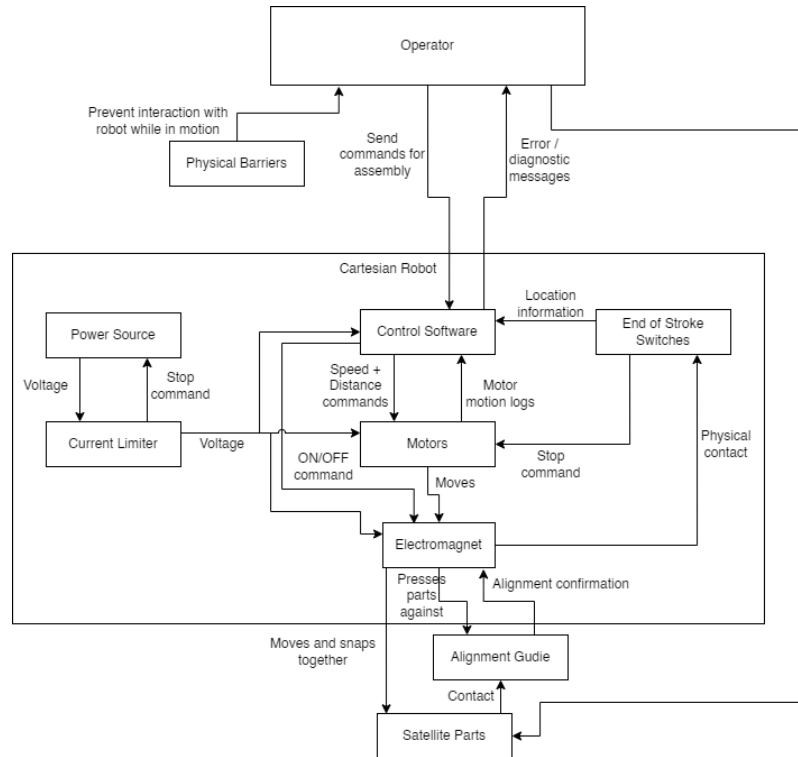 Operator
Prevent interaction with
robot while in motion
Physical Barriers
Send
commands for
assembly
Error /
diagnostic
messages
Cartesian Robot
Power Source
Control Software
Location
information
End of Stroke
Switches
Voltage
Stop
command
Speed +
Distance
commands
Motor
motion logs
Current Limiter
Voltage
Motors
Stop
command
Physical
contact
ON/OFF
command
Moves
Electromagnet
Presses
parts
against
Alignment confirmation
Moves and snaps
together
Alignment Gudie
Contact
Satellite Parts